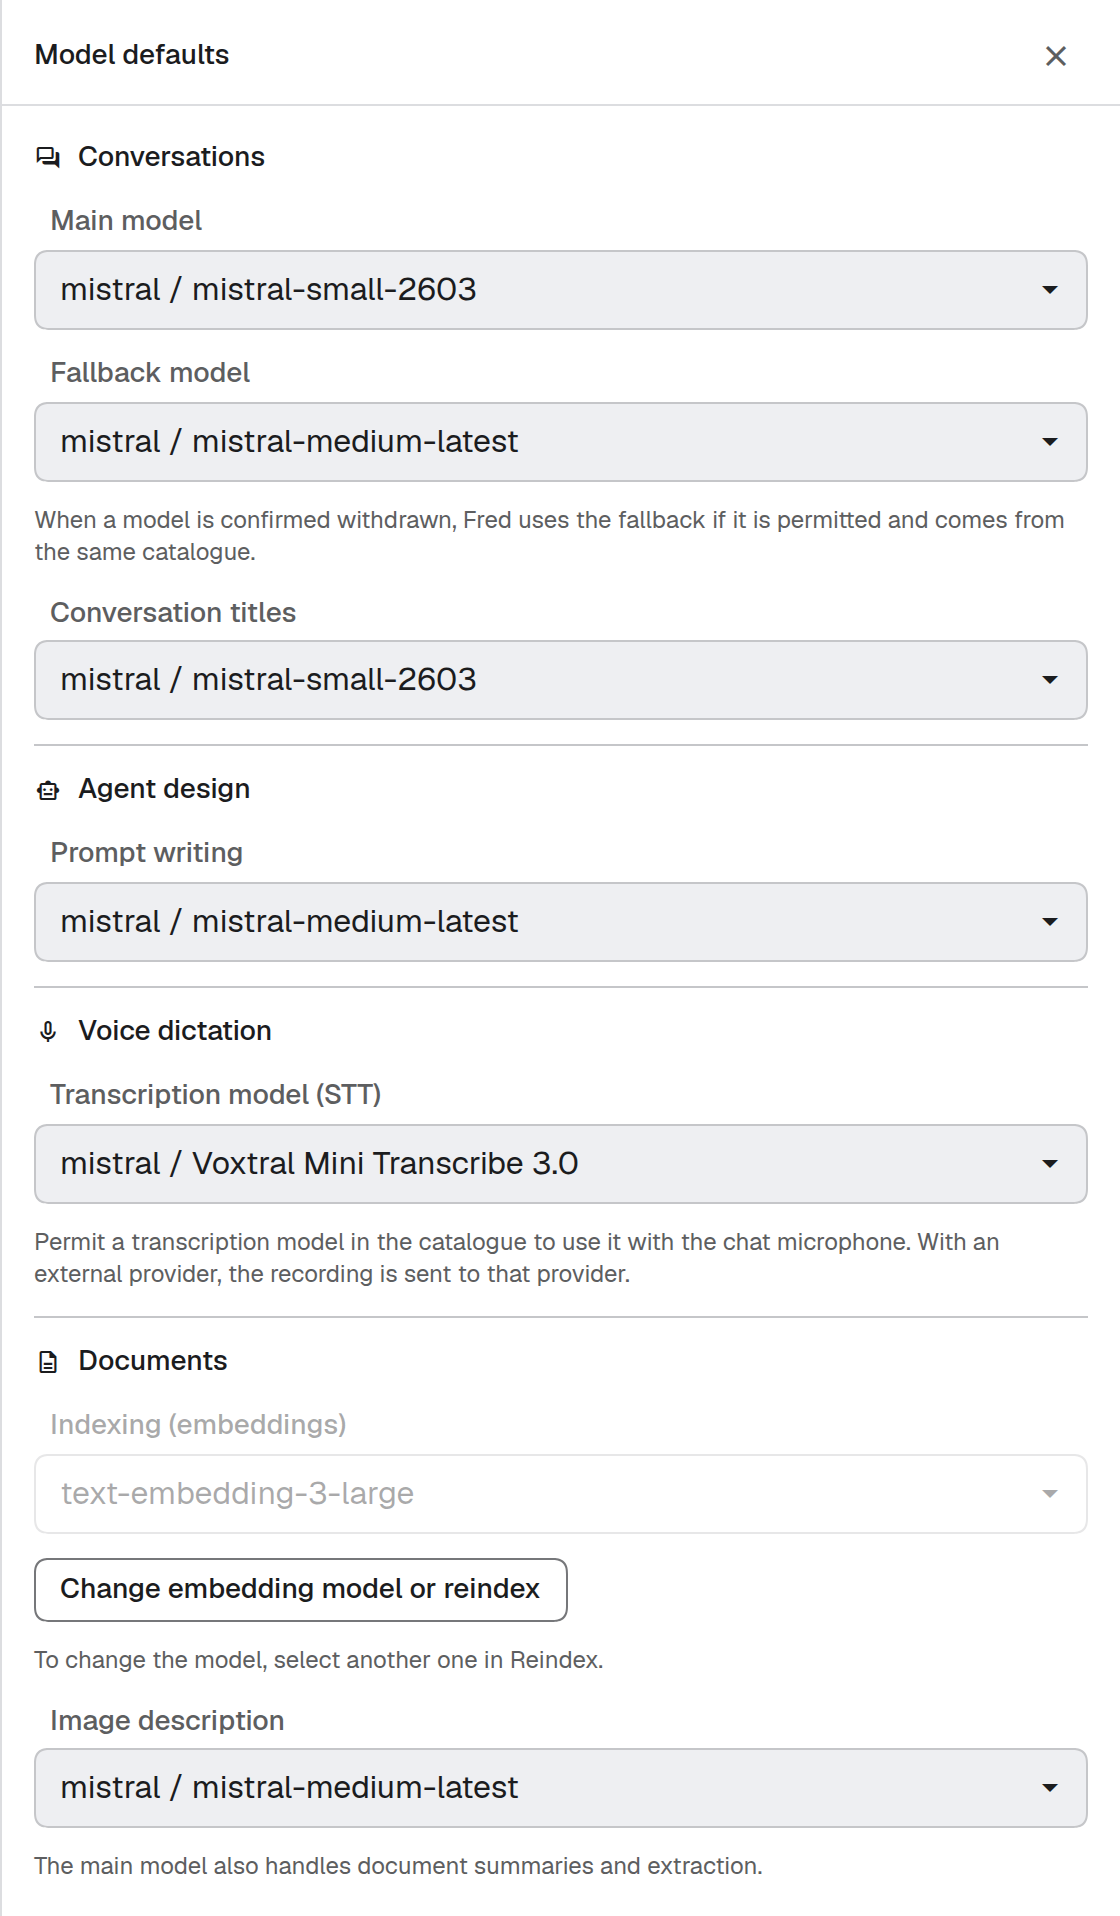 Model defaults
Conversations
Main model
mistral / mistral-small-2603
Fallback model
mistral / mistral-medium-latest
When a model is confirmed withdrawn, Fred uses the fallback if it is permitted and comes from
the same catalogue.
Conversation titles
mistral / mistral-small-2603
Agent design
Prompt writing
mistral / mistral-medium-latest
Voice dictation
Transcription model (STT)
mistral / Voxtral Mini Transcribe 3.0
Permit a transcription model in the catalogue to use it with the chat microphone. With an
external provider, the recording is sent to that provider.
Documents
Indexing (embeddings)
text-embedding-3-large
Change embedding model or reindex
To change the model, select another one in Reindex.
Image description
mistral / mistral-medium-latest
The main model also handles document summaries and extraction.